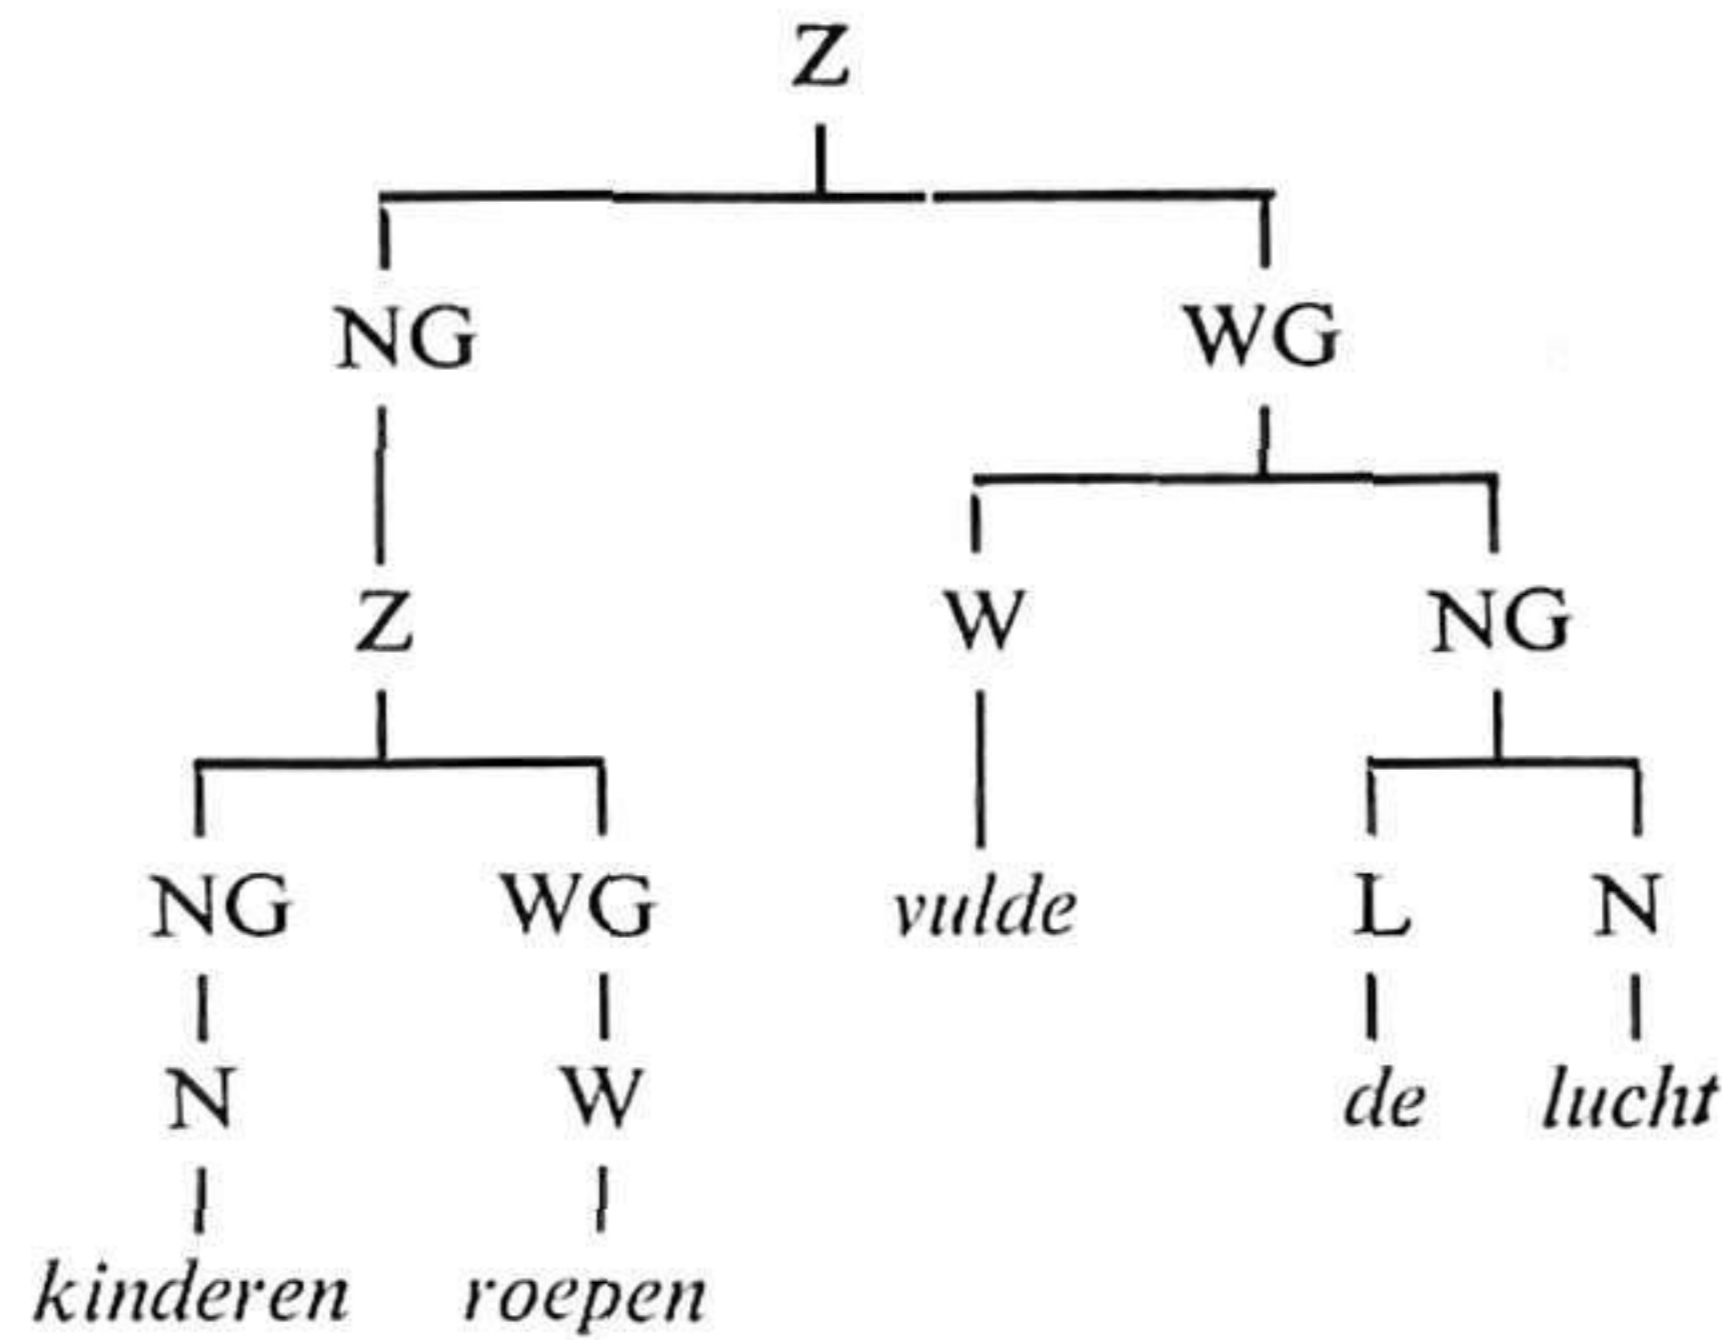 Z
NG WG
Z W NG
NG WG vulde L N
N W de lucht
kinderen roepen